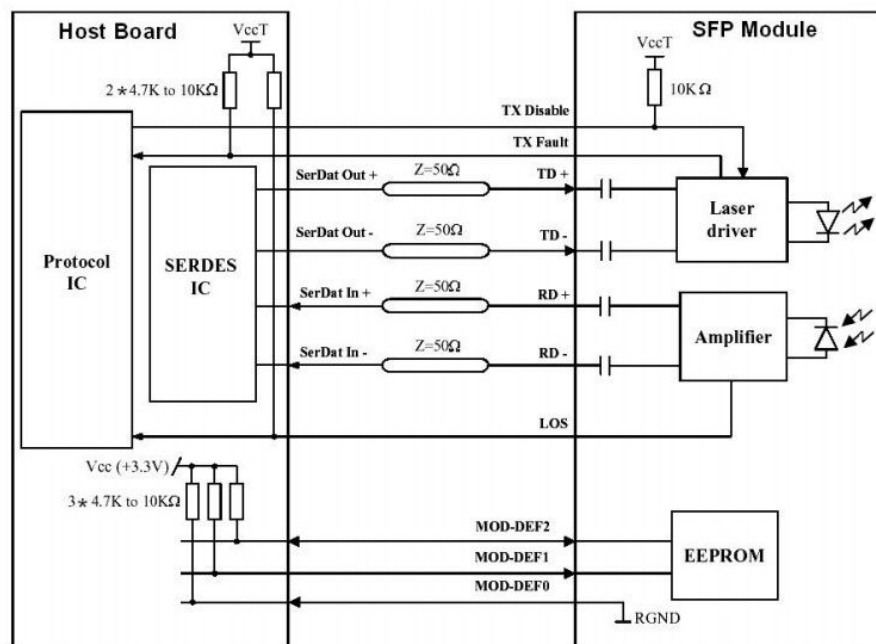 Host Board
SFP Module
VccT
VccT
2*4.7K to 10KΩ
10KΩ
TX Disable
TX Fault
SerDat Out +
Z=50Ω
TD +
SerDat Out -
Z=50Ω
TD -
Laser
driver
Protocol
IC
SERDES
IC
SerDat In +
Z=50Ω
RD +
SerDat In -
Z=50Ω
RD -
Amplifier
LOS
Vcc (+3.3V)
3*4.7K to 10KΩ
MOD-DEF2
MOD-DEF1
MOD-DEF0
EEPROM
RGND